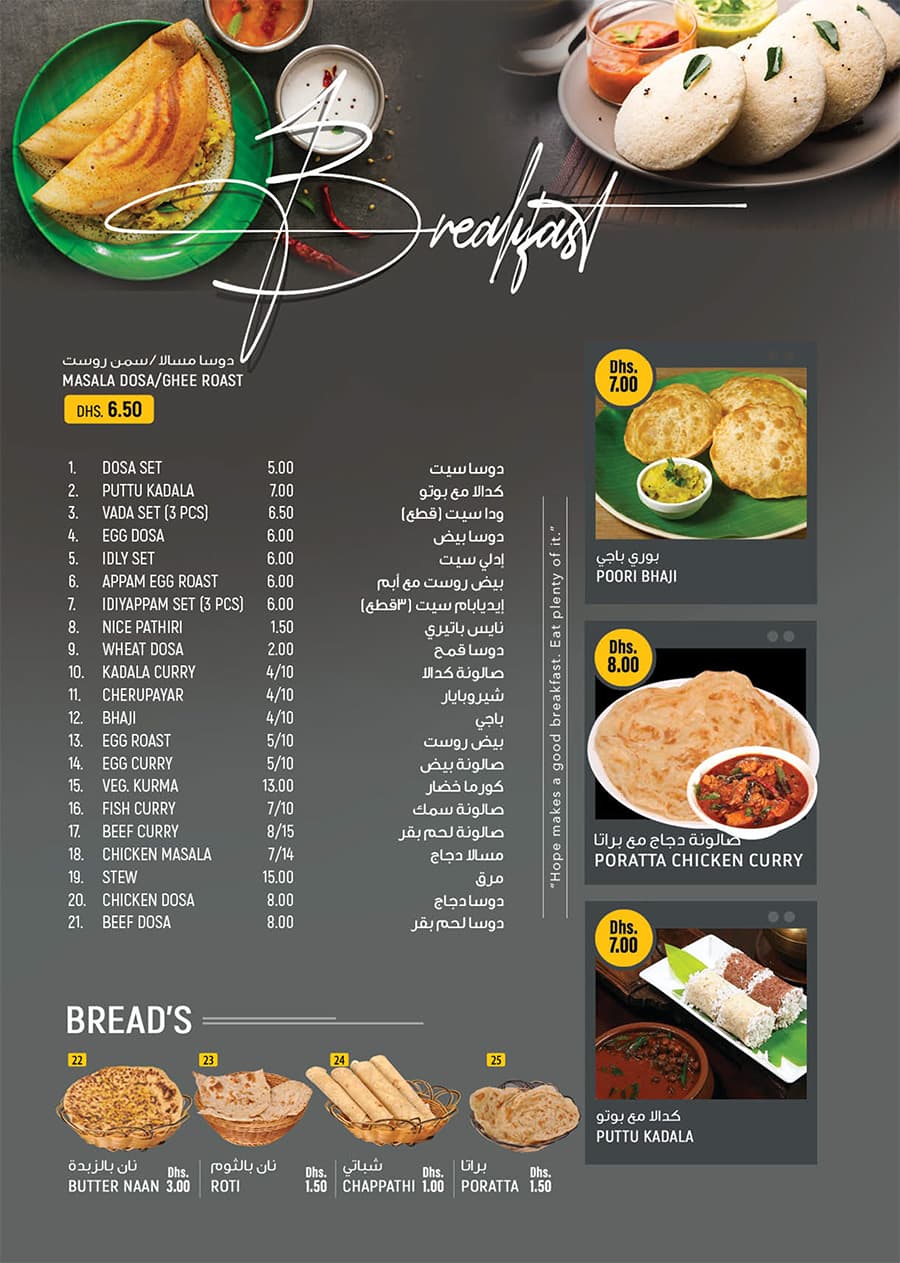 Breakfast
دوسا مسالا/سمن روست
MASALA DOSA/GHEE ROAST
DHS. 6.50
1. DOSA SET 5.00 دوسا سيت
2. PUTTU KADALA 7.00 كدالا مع بوتو
3. VADA SET (3 PCS) 6.50 ودا سيت (قطع)
4. EGG DOSA 6.00 دوسا بيض
5. IDLY SET 6.00 إدلي سيت
6. APPAM EGG ROAST 6.00 بيض روست مع أبم
7. IDIYAPPAM SET (3 PCS) 6.00 إيديابام سيت (٣قطع)
8. NICE PATHIRI 1.50 نايس باتيري
9. WHEAT DOSA 2.00 دوسا قمح
10. KADALA CURRY 4/10 صالونة كدالا
11. CHERUPAYAR 4/10 شيروبايار
12. BHAJI 4/10 باجي
13. EGG ROAST 5/10 بيض روست
14. EGG CURRY 5/10 صالونة بيض
15. VEG. KURMA 13.00 كورما خضار
16. FISH CURRY 7/10 صالونة سمك
17. BEEF CURRY 8/15 صالونة لحم بقر
18. CHICKEN MASALA 7/14 مسالا دجاج
19. STEW 15.00 مرق
20. CHICKEN DOSA 8.00 دوسا دجاج
21. BEEF DOSA 8.00 دوسا لحم بقر
"Hope makes a good breakfast. Eat plenty of it."
Dhs.
7.00
بوري باجي
POORI BHAJI
Dhs.
8.00
صالونة دجاج مع براتا
PORATTA CHICKEN CURRY
Dhs.
7.00
كدالا مع بوتو
PUTTU KADALA
BREAD'S
22
نان بالزبدة
BUTTER NAAN Dhs. 3.00
23
نان بالثوم
ROTI Dhs. 1.50
24
شباتي
CHAPPATHI Dhs. 1.00
25
براتا
PORATTA Dhs. 1.50